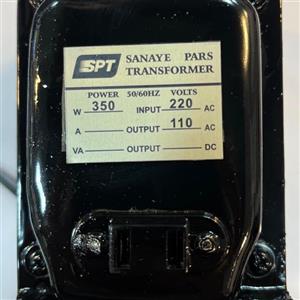 SPT SANAYE PARS
TRANSFORMER
POWER 50/60HZ VOLTS
W 350 INPUT 220 AC
A OUTPUT 110 AC
VA OUTPUT DC